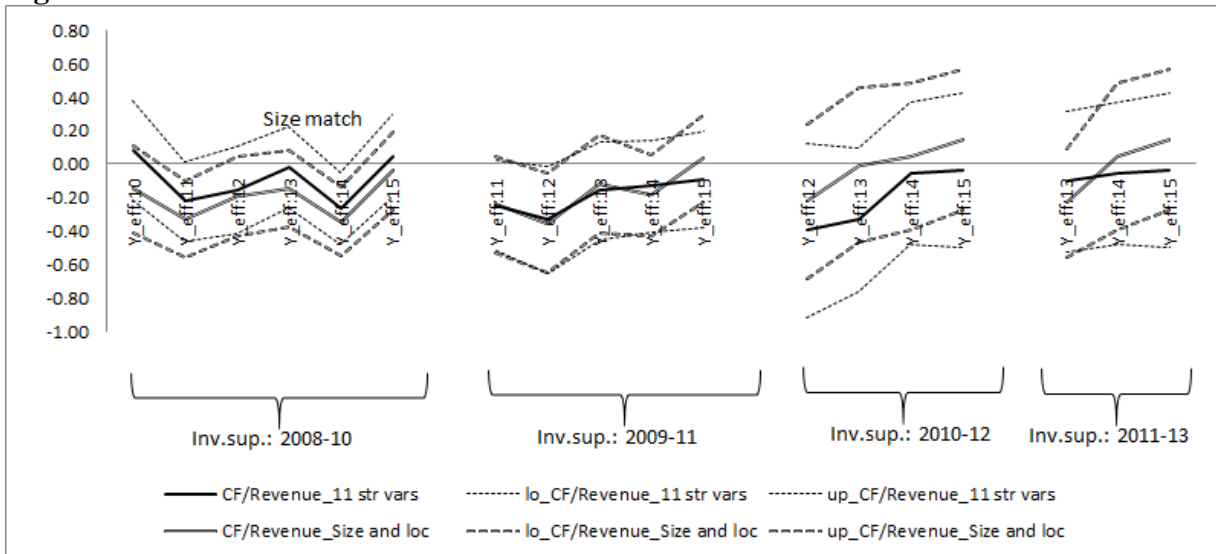 0.80
0.60
0.40
0.20
0.00
-0.20
-0.40
-0.60
-0.80
-1.00
Size match
Y_eff:10
Y_eff:11
Y_eff:12
Y_eff:13
Y_eff:14
Y_eff:15
Y_eff:11
Y_eff:12
Y_eff:13
Y_eff:14
Y_eff:15
Y_eff:12
Y_eff:13
Y_eff:14
Y_eff:15
Y_eff:13
Y_eff:14
Y_eff:15
Inv.sup.: 2008-10
Inv.sup.: 2009-11
Inv.sup.: 2010-12
Inv.sup.: 2011-13
CF/Revenue_11 str vars
lo_CF/Revenue_11 str vars
up_CF/Revenue_11 str vars
CF/Revenue_Size and loc
lo_CF/Revenue_Size and loc
up_CF/Revenue_Size and loc